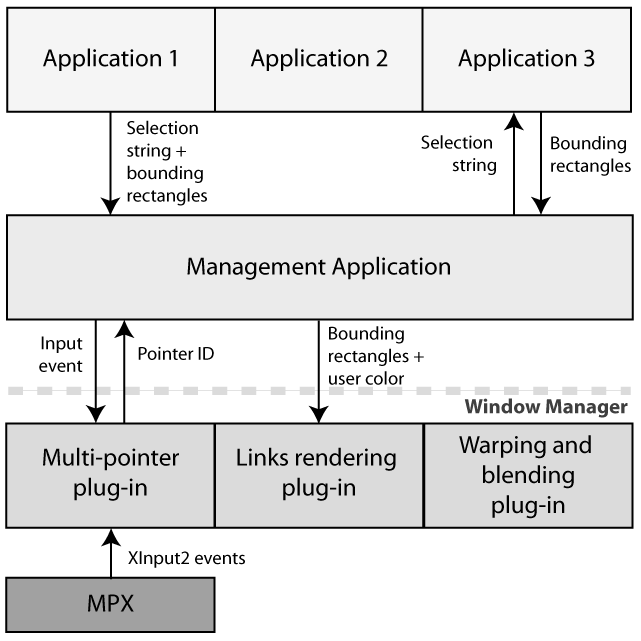 Application 1
Application 2
Application 3
Selection
string +
bounding
rectangles
Selection
string
Bounding
rectangles
Management Application
Input
event
Pointer ID
Bounding
rectangles +
user color
Window Manager
Multi-pointer
plug-in
Links rendering
plug-in
Warping and
blending
plug-in
XInput2 events
MPX